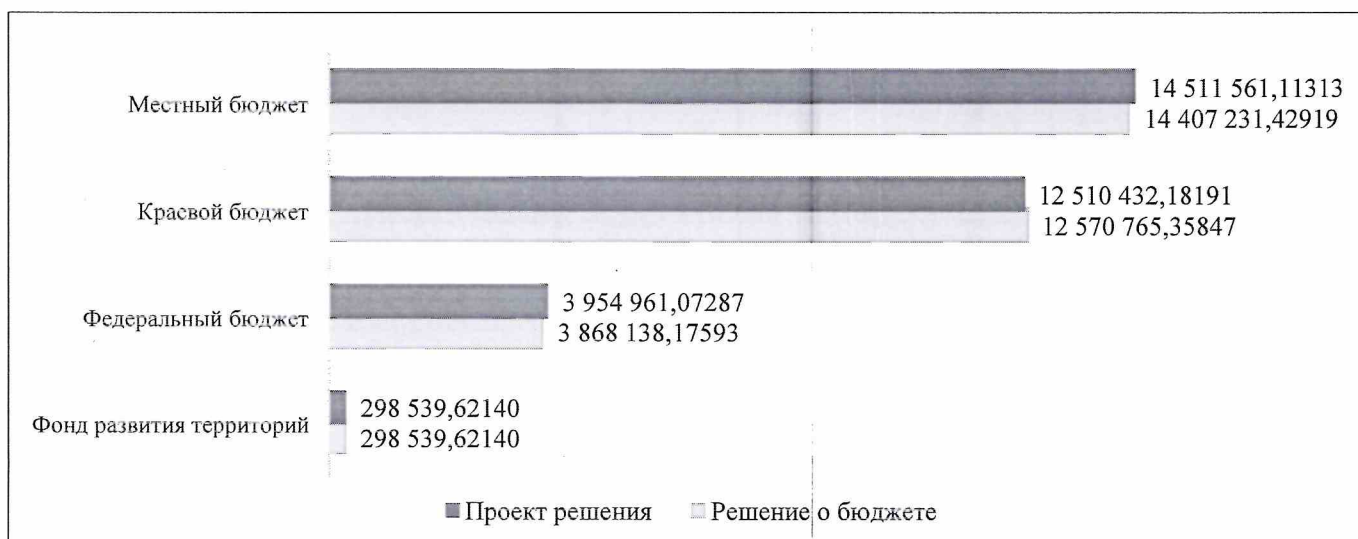 Местный бюджет
14 511 561,11313
14 407 231,42919
Краевой бюджет
12 510 432,18191
12 570 765,35847
Федеральный бюджет
3 954 961,07287
3 868 138,17593
Фонд развития территорий
298 539,62140
298 539,62140
Проект решения
Решение о бюджете